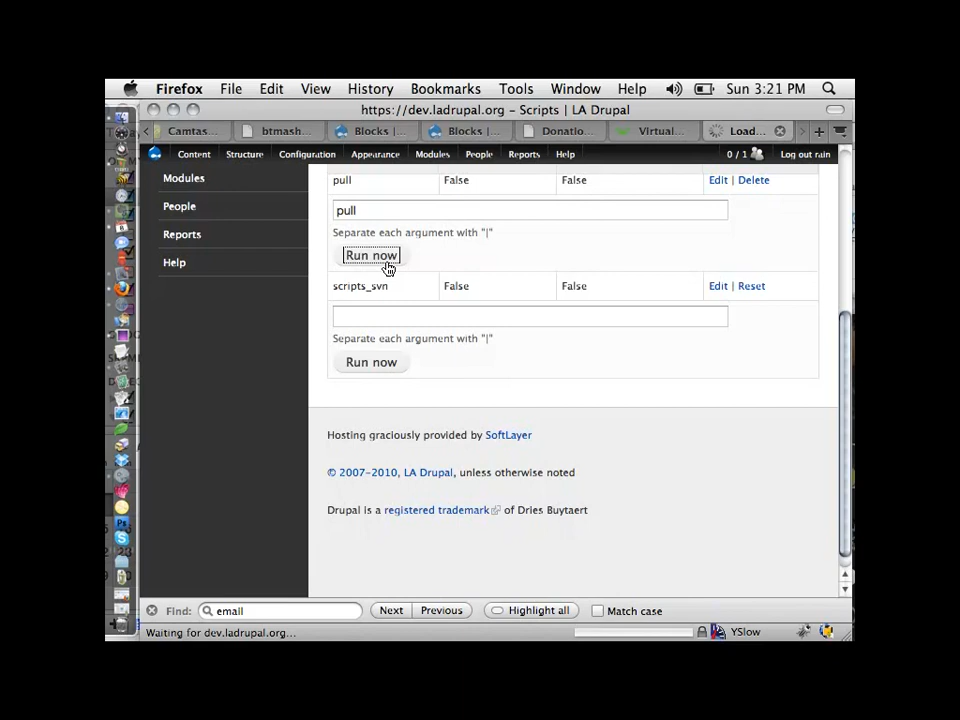 Firefox File Edit View History Bookmarks Tools Window Help Sun 3:21 PM
https://dev.ladrupal.org – Scripts | LA Drupal
Camtas... btmash... Blocks |... Blocks |... Donatio... Virtual... Load...
Content Structure Configuration Appearance Modules People Reports Help 0 / 1 Log out rain
Modules
People
Reports
Help
pull False False Edit | Delete
pull
Separate each argument with "|"
Run now
scripts_svn False False Edit | Reset
Separate each argument with "|"
Run now
Hosting graciously provided by SoftLayer
© 2007-2010, LA Drupal, unless otherwise noted
Drupal is a registered trademark of Dries Buytaert
Find: email Next Previous Highlight all Match case
Waiting for dev.ladrupal.org... YSlow